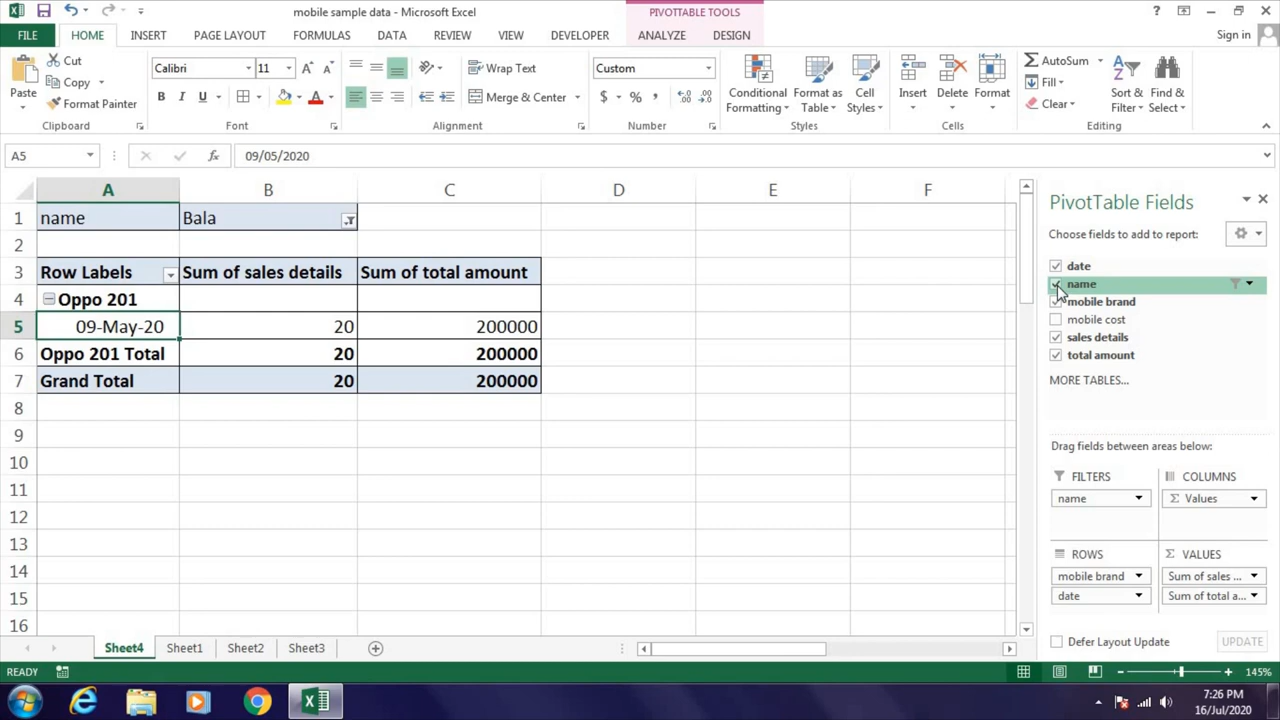 mobile sample data - Microsoft Excel
PIVOTTABLE TOOLS
?
FILE HOME INSERT PAGE LAYOUT FORMULAS DATA REVIEW VIEW DEVELOPER ANALYZE DESIGN Sign in
Paste
Cut
Copy
Format Painter
Clipboard
Calibri 11
B I U A
Font
Wrap Text
Merge & Center
Alignment
Custom
$ % ,
Number
Conditional Formatting
Format as Table
Cell Styles
Styles
Insert Delete Format
Cells
AutoSum
Fill
Clear
Sort & Filter
Find & Select
Editing
A5 fx 09/05/2020
A B C D E F
1 name Bala
2
3 Row Labels Sum of sales details Sum of total amount
4 Oppo 201
5 09-May-20 20 200000
6 Oppo 201 Total 20 200000
7 Grand Total 20 200000
8
9
10
11
12
13
14
15
16
PivotTable Fields
Choose fields to add to report:
date
name
mobile brand
mobile cost
sales details
total amount
MORE TABLES...
Drag fields between areas below:
FILTERS
name
COLUMNS
Σ Values
ROWS
mobile brand
date
Σ VALUES
Sum of sales ...
Sum of total a...
Defer Layout Update UPDATE
Sheet4 Sheet1 Sheet2 Sheet3
READY 145%
7:26 PM
16/Jul/2020